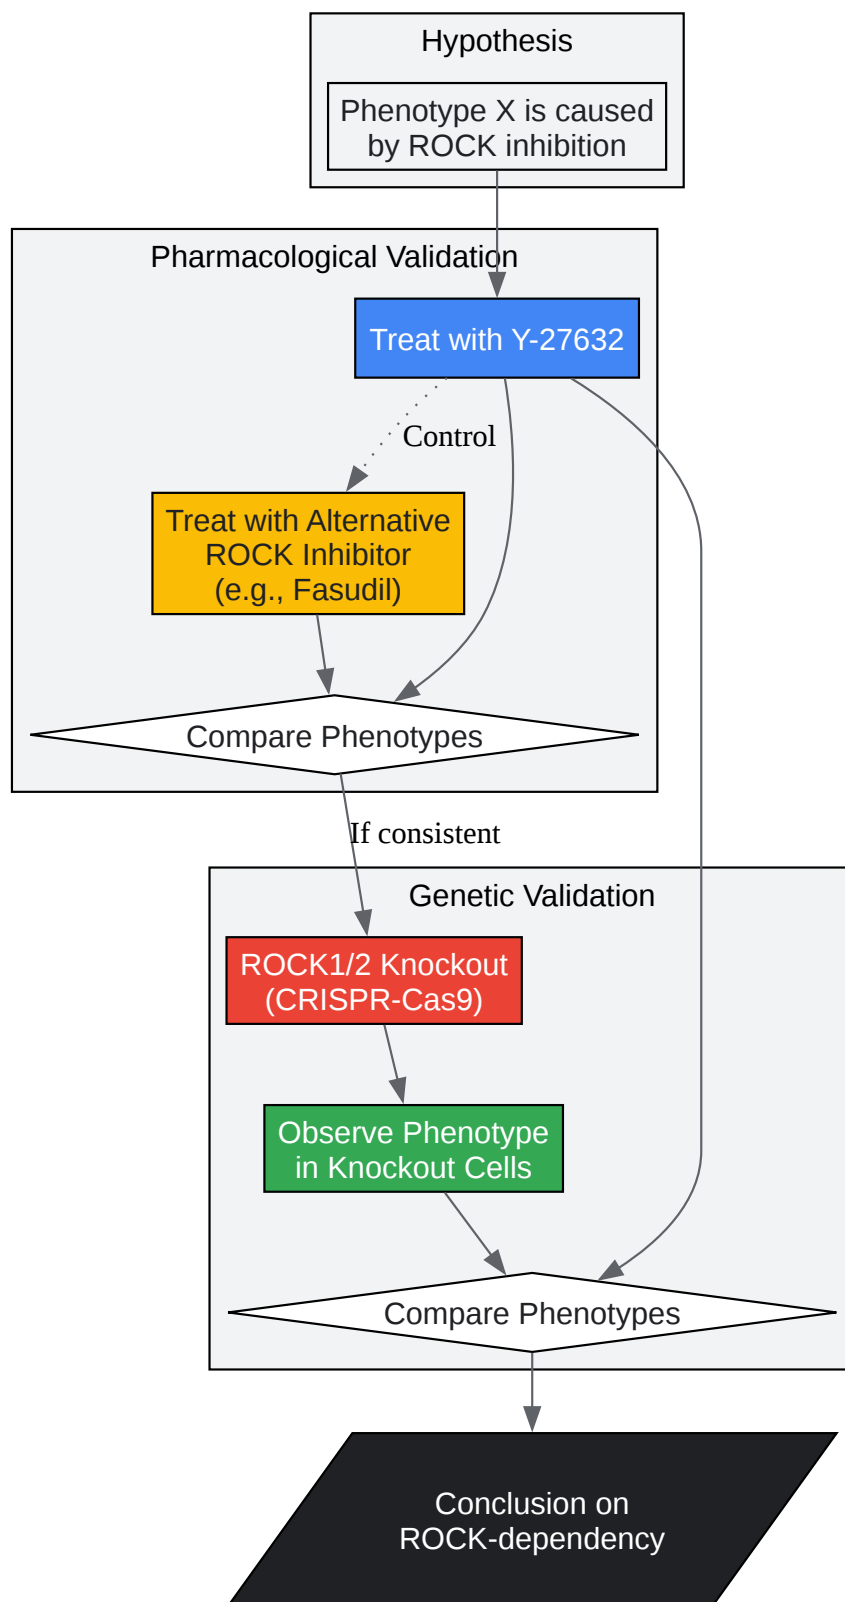 Hypothesis
Phenotype X is caused
by ROCK inhibition
Pharmacological Validation
Treat with Y-27632
Control
Treat with Alternative
ROCK Inhibitor
(e.g., Fasudil)
Compare Phenotypes
If consistent
Genetic Validation
ROCK1/2 Knockout
(CRISPR-Cas9)
Observe Phenotype
in Knockout Cells
Compare Phenotypes
Conclusion on
ROCK-dependency